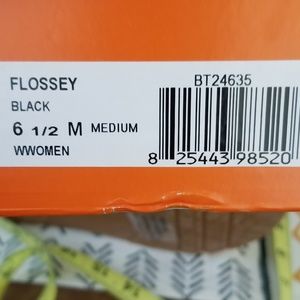 FLOSSEY
BT24635
BLACK
6 1/2 M MEDIUM
WWOMEN
8 25443 98520